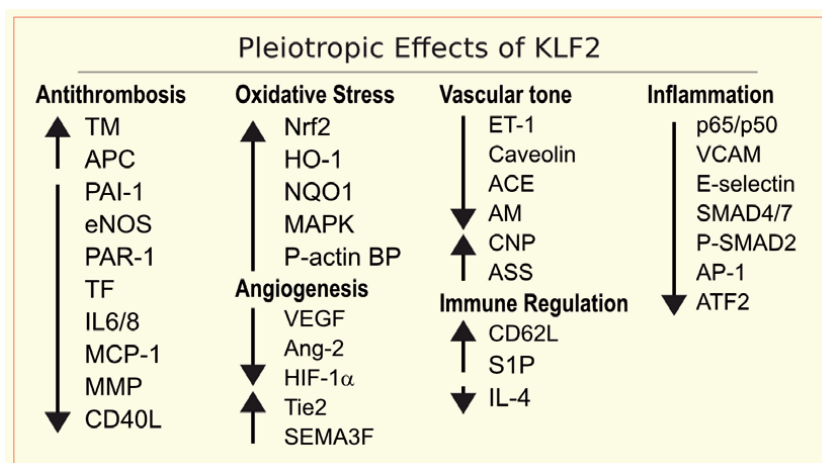 Pleiotropic Effects of KLF2
Antithrombosis
TM
APC
PAI-1
eNOS
PAR-1
TF
IL6/8
MCP-1
MMP
CD40L
Oxidative Stress
Nrf2
HO-1
NQO1
MAPK
P-actin BP
Angiogenesis
VEGF
Ang-2
HIF-1α
Tie2
SEMA3F
Vascular tone
ET-1
Caveolin
ACE
AM
CNP
ASS
Immune Regulation
CD62L
S1P
IL-4
Inflammation
p65/p50
VCAM
E-selectin
SMAD4/7
P-SMAD2
AP-1
ATF2